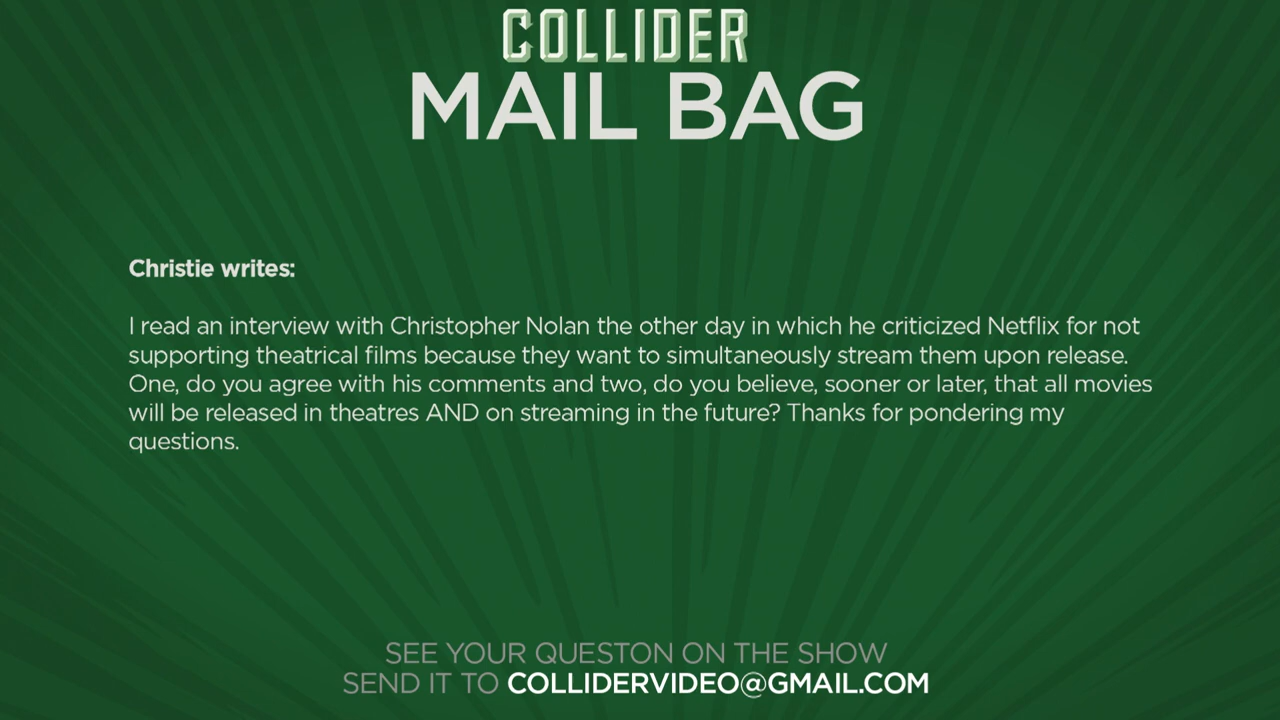 COLLIDER
MAIL BAG
Christie writes:
I read an interview with Christopher Nolan the other day in which he criticized Netflix for not
supporting theatrical films because they want to simultaneously stream them upon release.
One, do you agree with his comments and two, do you believe, sooner or later, that all movies
will be released in theatres AND on streaming in the future? Thanks for pondering my
questions.
SEE YOUR QUESTON ON THE SHOW
SEND IT TO COLLIDERVIDEO@GMAIL.COM